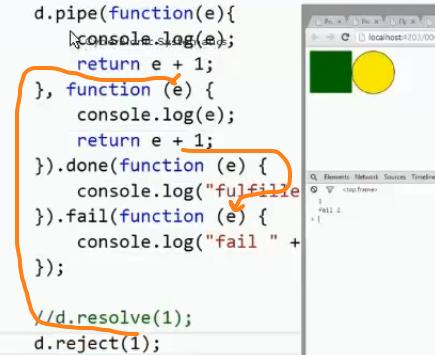 d.pipe(function(e){
console.log(e);
return e + 1;
}, function (e) {
console.log(e);
return e + 1;
}).done(function (e) {
console.log("fulfille
}).fail(function (e) {
console.log("fail " +
});
//d.resolve(1);
d.reject(1);
localhost:4202/00
Elements Network Sources Timeline
<top frame>
1
fail 2